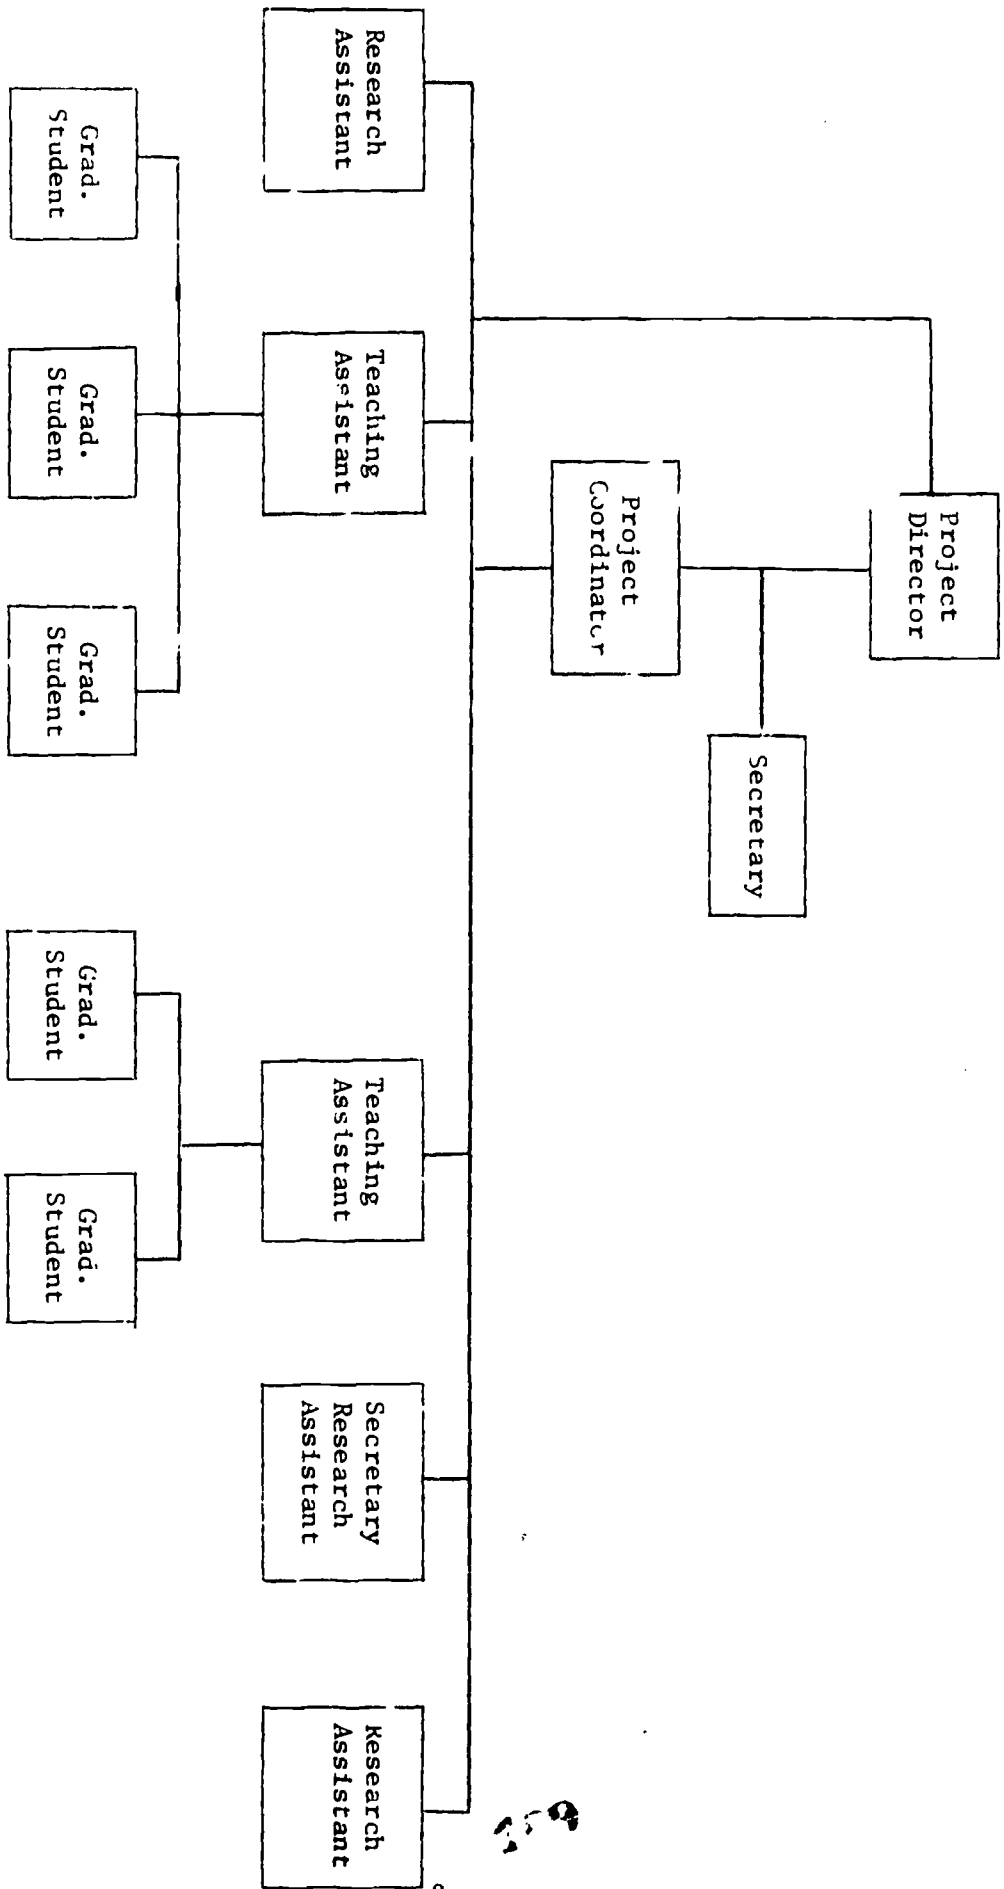 Project
Director
Secretary
Project
Coordinator
Research
Assistant
Teaching
Assistant
Teaching
Assistant
Secretary
Research
Assistant
Research
Assistant
Grad.
Student
Grad.
Student
Grad.
Student
Grad.
Student
Grad.
Student